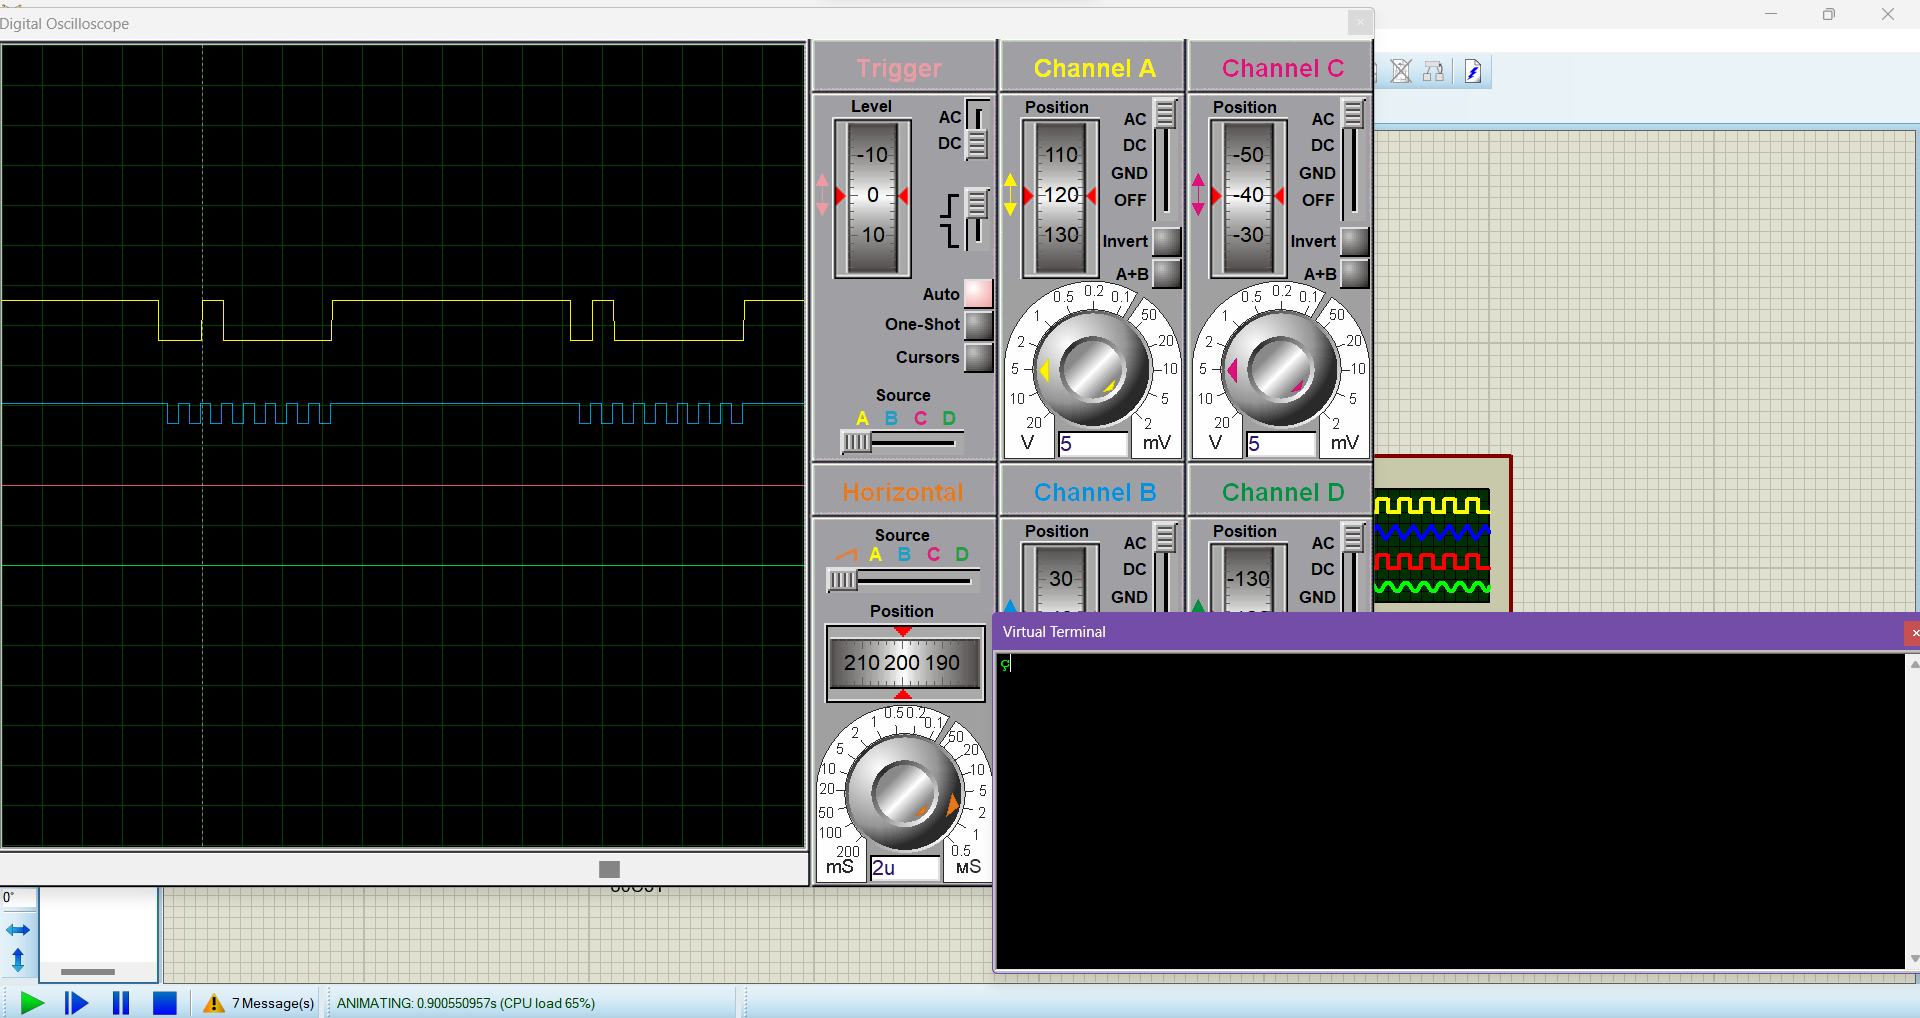 Digital Oscilloscope
Trigger
Level
-10
0
10
AC
DC
Auto
One-Shot
Cursors
Source
A B C D
Channel A
Position
110
120
130
AC
DC
GND
OFF
Invert
A+B
20 10 5 2 1 0.5 0.2 0.1 50 20 10 5 2
V 5 mV
Channel C
Position
-50
-40
-30
AC
DC
GND
OFF
Invert
A+B
20 10 5 2 1 0.5 0.2 0.1 50 20 10 5 2
V 5 mV
Horizontal
Source
A B C D
Position
210 200 190
200 100 50 20 10 5 2 1 0.5 0.2 0.1 50 20 10 5 2 1 0.5
mS 2u µS
Channel B
Position
30
AC
DC
GND
Channel D
Position
-130
AC
DC
GND
Virtual Terminal
0°
7 Message(s)
ANIMATING: 0.900550957s (CPU load 65%)